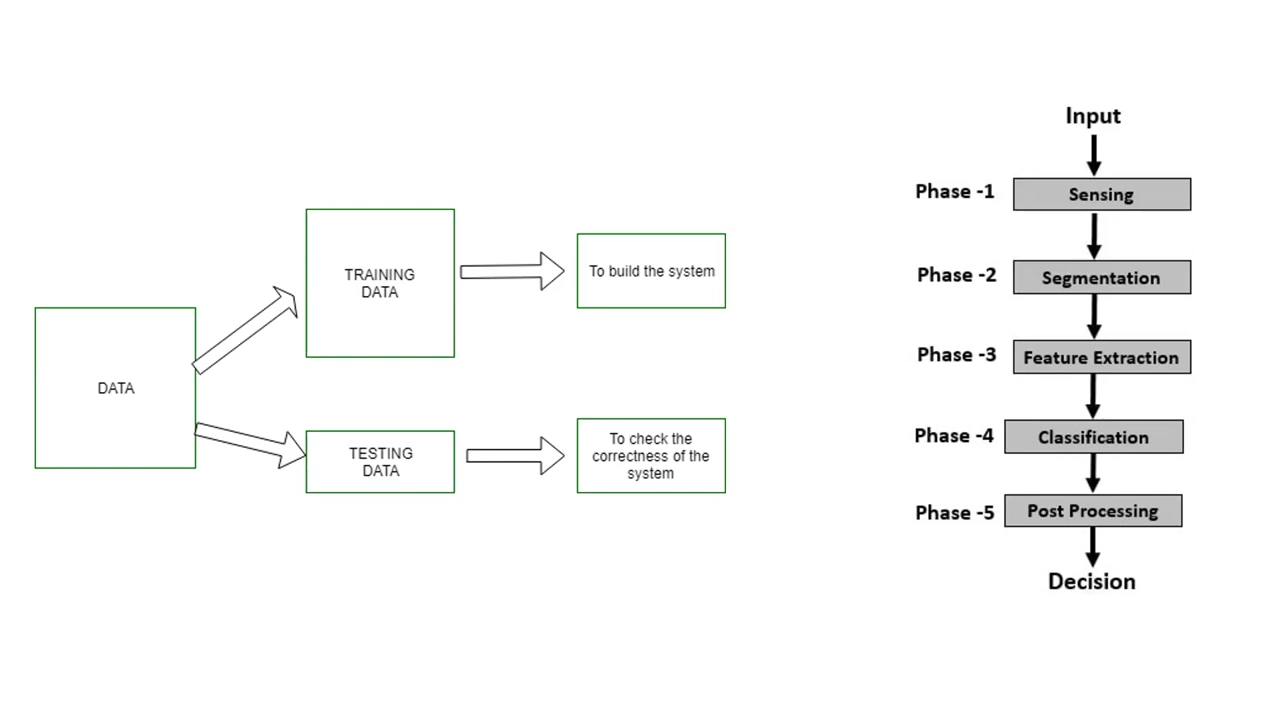 DATA
TRAINING
DATA
To build the system
TESTING
DATA
To check the
correctness of the
system
Input
Phase -1 Sensing
Phase -2 Segmentation
Phase -3 Feature Extraction
Phase -4 Classification
Phase -5 Post Processing
Decision